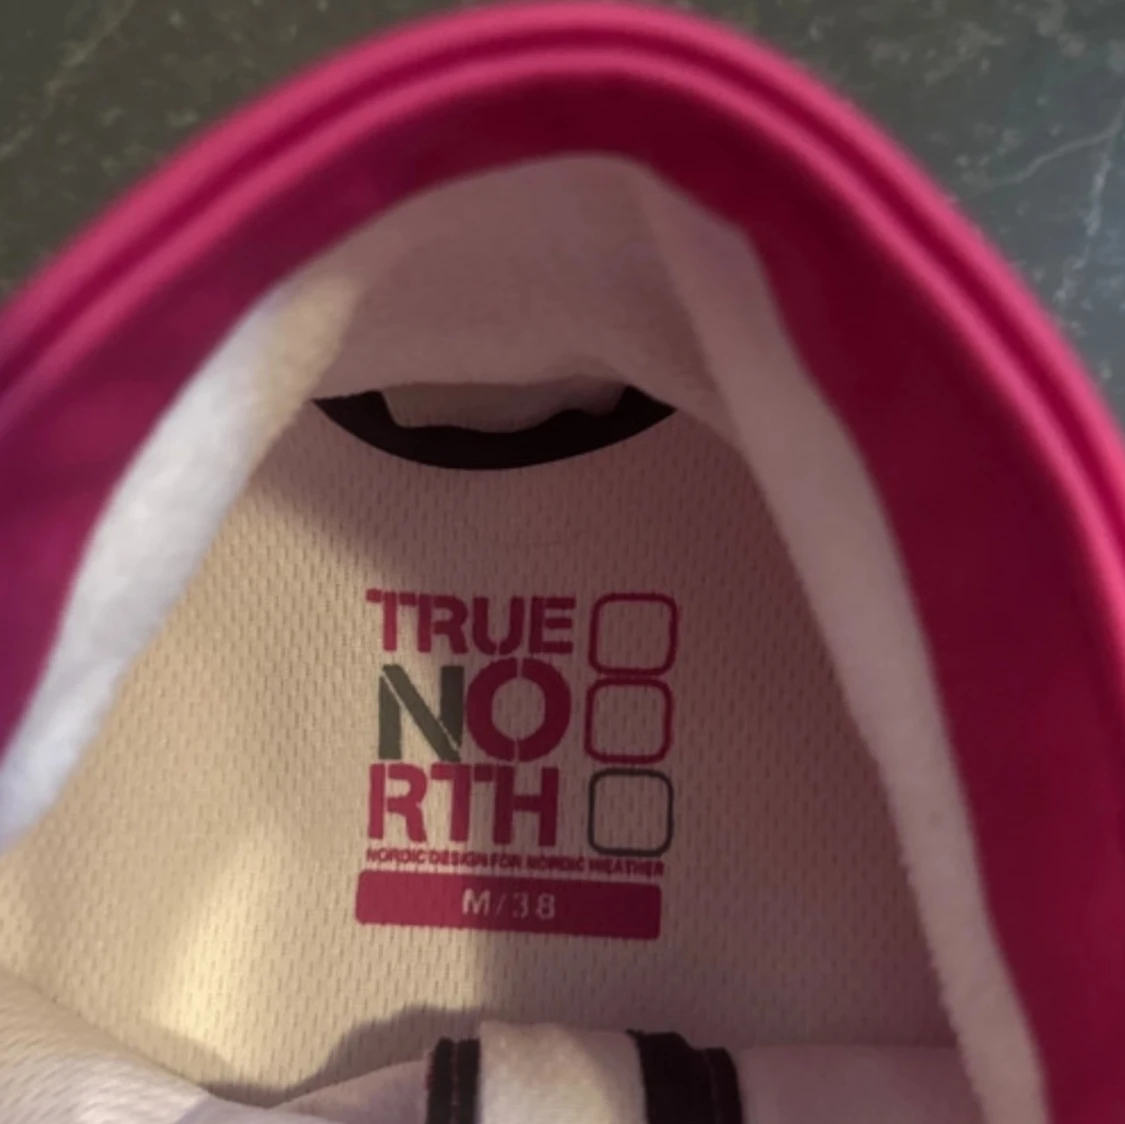 TRUE
NO
RTH
NORDIC DESIGN FOR NORDIC WEATHER
M/38